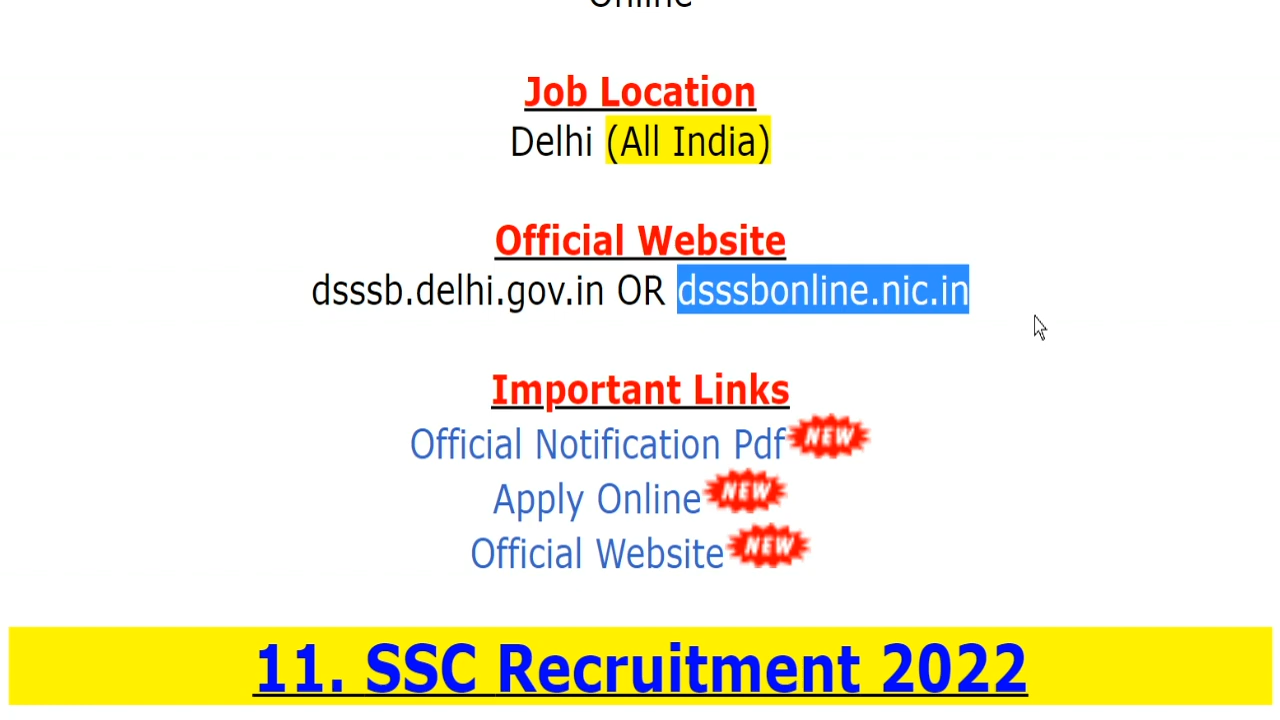 Online
Job Location
Delhi (All India)
Official Website
dsssb.delhi.gov.in OR dsssbonline.nic.in
Important Links
Official Notification Pdf NEW
Apply Online NEW
Official Website NEW
11. SSC Recruitment 2022